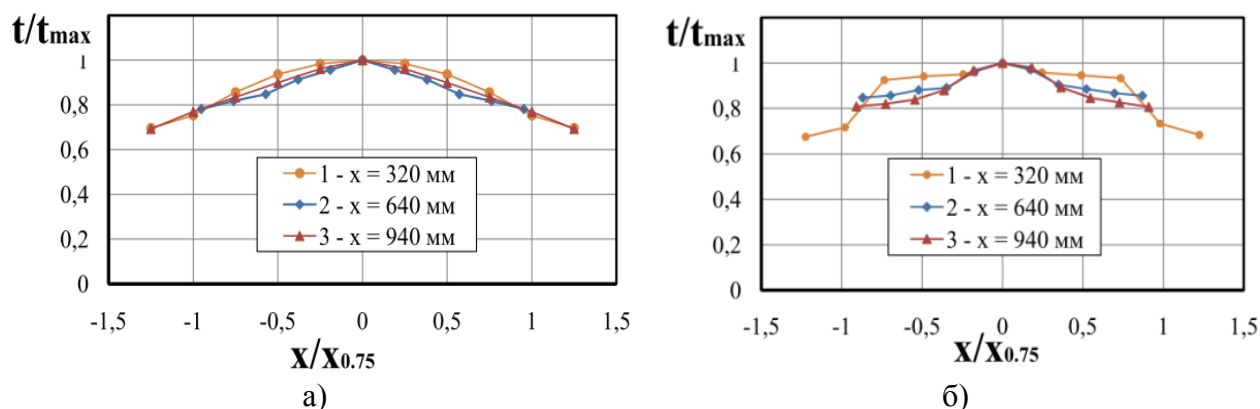 t/tmax
1
0,8
0,6
0,4
0,2
0
1 - x = 320 мм
2 - x = 640 мм
3 - x = 940 мм
-1,5 -1 -0,5 0 0,5 1 1,5
x/x0.75
а)
t/tmax
1
0,8
0,6
0,4
0,2
0
1 - x = 320 мм
2 - x = 640 мм
3 - x = 940 мм
-1,5 -1 -0,5 0 0,5 1 1,5
x/x0.75
б)